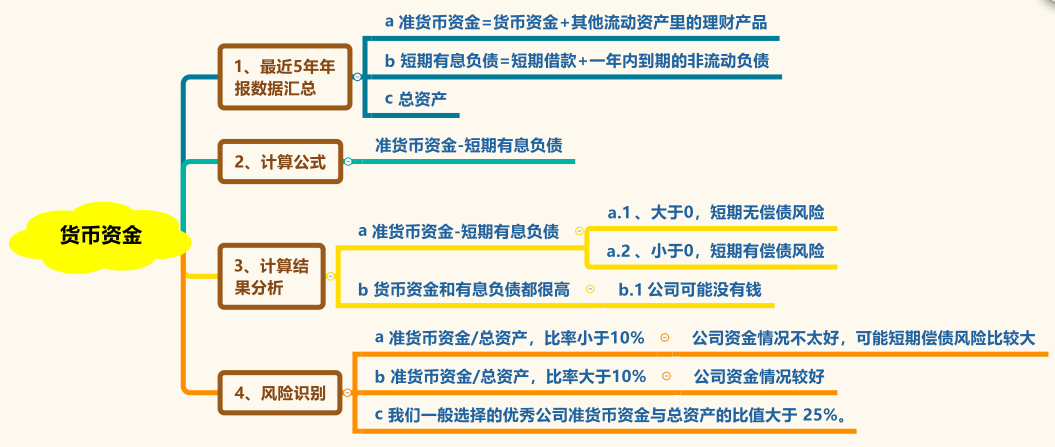 货币资金
1、最近5年年
报数据汇总
a 准货币资金=货币资金+其他流动资产里的理财产品
b 短期有息负债=短期借款+一年内到期的非流动负债
c 总资产
2、计算公式
准货币资金-短期有息负债
3、计算结
果分析
a 准货币资金-短期有息负债
a.1 、大于0，短期无偿债风险
a.2 、小于0，短期有偿债风险
b 货币资金和有息负债都很高
b.1 公司可能没有钱
4、风险识别
a 准货币资金/总资产，比率小于10%
公司资金情况不太好，可能短期偿债风险比较大
b 准货币资金/总资产，比率大于10%
公司资金情况较好
c 我们一般选择的优秀公司准货币资金与总资产的比值大于 25%。